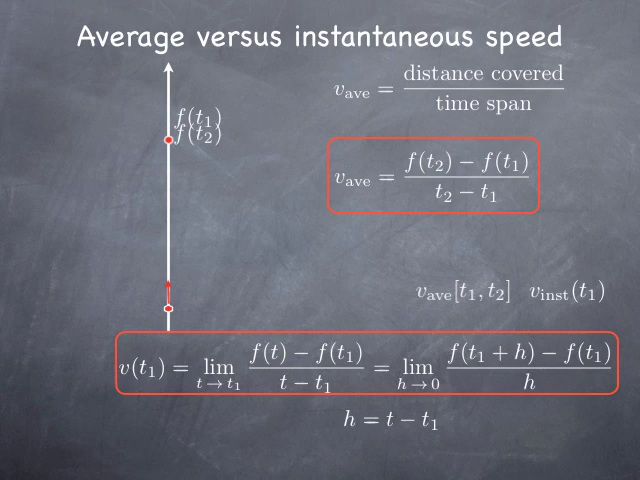 Average versus instantaneous speed
v_ave = distance covered / time span
f(t₁)
f(t₂)
v_ave = (f(t₂) − f(t₁)) / (t₂ − t₁)
v_ave[t₁, t₂] v_inst(t₁)
v(t₁) = lim_{t→t₁} (f(t) − f(t₁)) / (t − t₁) = lim_{h→0} (f(t₁ + h) − f(t₁)) / h
h = t − t₁